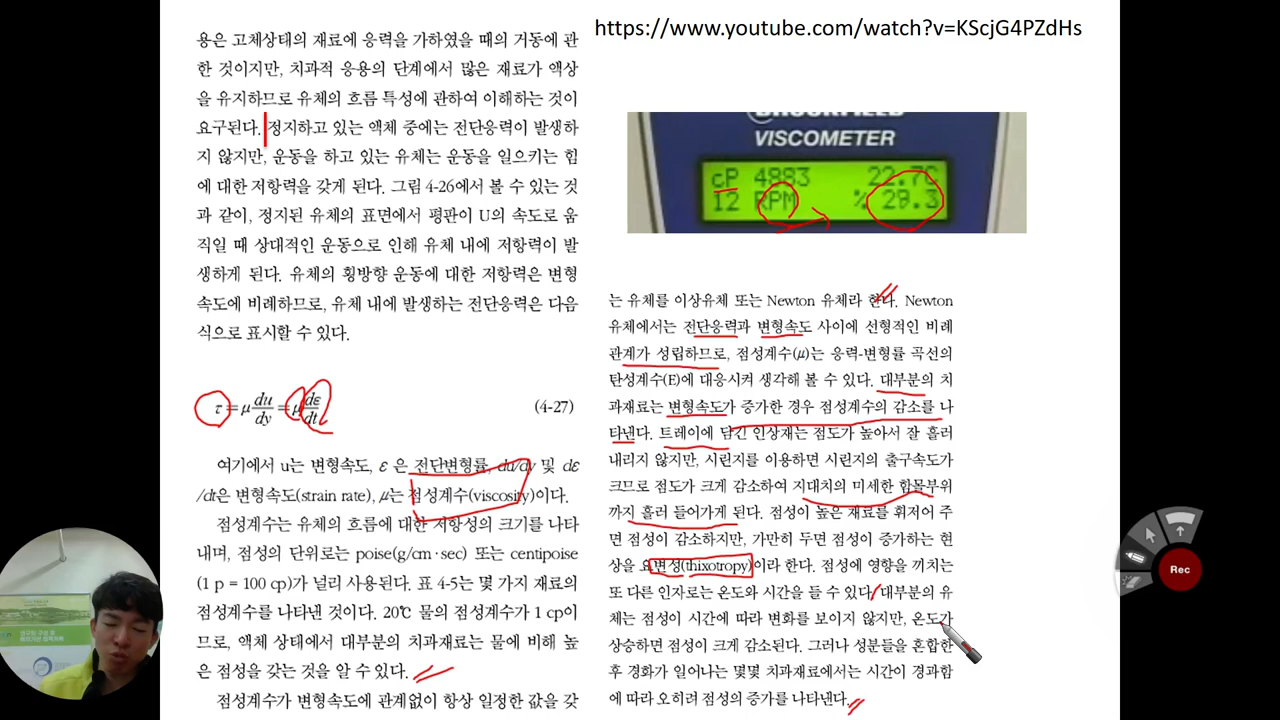 용은 고체상태의 재료에 응력을 가하였을 때의 거동에 관
한 것이지만, 치과적 응용의 단계에서 많은 재료가 액상
을 유지하므로 유체의 흐름 특성에 관하여 이해하는 것이
요구된다. 정지하고 있는 액체 중에는 전단응력이 발생하
지 않지만, 운동을 하고 있는 유체는 운동을 일으키는 힘
에 대한 저항력을 갖게 된다. 그림 4-26에서 볼 수 있는 것
과 같이, 정지된 유체의 표면에서 평판이 U의 속도로 움
직일 때 상대적인 운동으로 인해 유체 내에 저항력이 발
생하게 된다. 유체의 횡방향 운동에 대한 저항력은 변형
속도에 비례하므로, 유체 내에 발생하는 전단응력은 다음
식으로 표시할 수 있다.
τ = μ du/dy = μ dε/dt (4-27)
여기에서 u는 변형속도, ε 은 전단변형률, du/dy 및 dε
/dt은 변형속도(strain rate), μ는 점성계수(viscosity)이다.
점성계수는 유체의 흐름에 대한 저항성의 크기를 나타
내며, 점성의 단위로는 poise(g/cm·sec) 또는 centipoise
(1 p = 100 cp)가 널리 사용된다. 표 4-5는 몇 가지 재료의
점성계수를 나타낸 것이다. 20℃ 물의 점성계수가 1 cp이
므로, 액체 상태에서 대부분의 치과재료는 물에 비해 높
은 점성을 갖는 것을 알 수 있다.
점성계수가 변형속도에 관계없이 항상 일정한 값을 갖
https://www.youtube.com/watch?v=KScjG4PZdHs
BROOKFIELD
VISCOMETER
cP 4883 22.7C
12 RPM % 29.3
는 유체를 이상유체 또는 Newton 유체라 한다. Newton
유체에서는 전단응력과 변형속도 사이에 선형적인 비례
관계가 성립하므로, 점성계수(μ)는 응력-변형률 곡선의
탄성계수(E)에 대응시켜 생각해 볼 수 있다. 대부분의 치
과재료는 변형속도가 증가한 경우 점성계수의 감소를 나
타낸다. 트레이에 담긴 인상재는 점도가 높아서 잘 흘러
내리지 않지만, 시린지를 이용하면 시린지의 출구속도가
크므로 점도가 크게 감소하여 지대치의 미세한 함몰부위
까지 흘러 들어가게 된다. 점성이 높은 재료를 휘저어 주
면 점성이 감소하지만, 가만히 두면 점성이 증가하는 현
상을 요변성(thixotropy)이라 한다. 점성에 영향을 끼치는
또 다른 인자로는 온도와 시간을 들 수 있다. 대부분의 유
체는 점성이 시간에 따라 변화를 보이지 않지만, 온도가
상승하면 점성이 크게 감소된다. 그러나 성분들을 혼합한
후 경화가 일어나는 몇몇 치과재료에서는 시간이 경과함
에 따라 오히려 점성의 증가를 나타낸다.
Rec